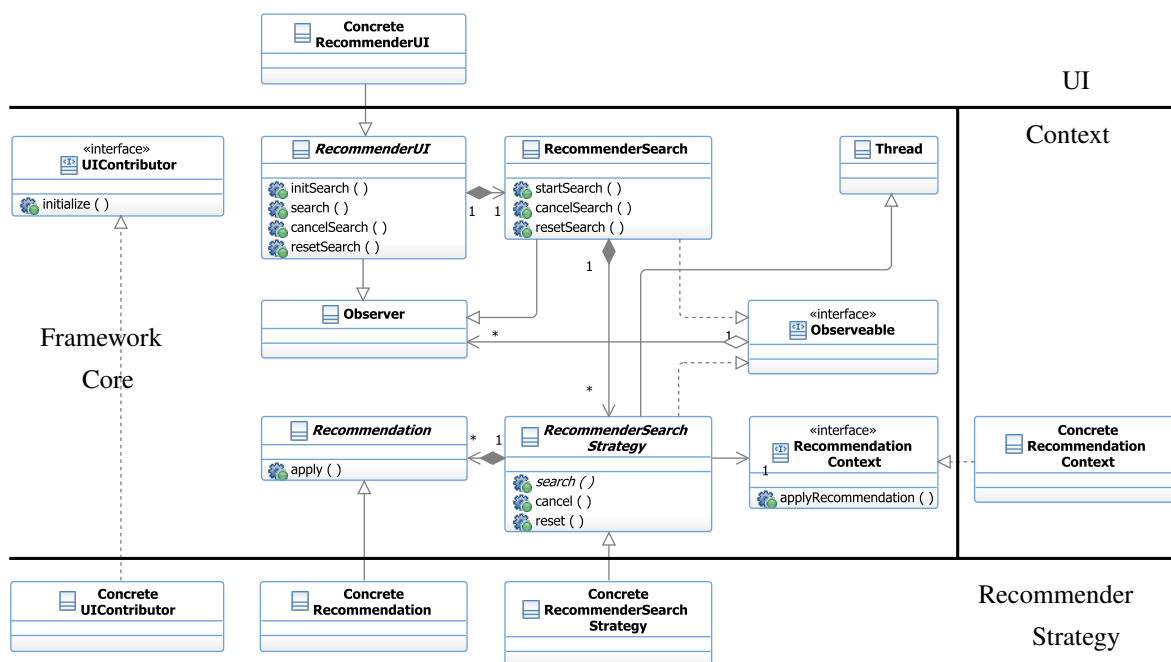 Concrete
RecommenderUI
UI
Context
«interface»
UIContributor
initialize ( )
RecommenderUI
initSearch ( )
search ( )
cancelSearch ( )
resetSearch ( )
1
1
RecommenderSearch
startSearch ( )
cancelSearch ( )
resetSearch ( )
1
*
Thread
Observer
*
1
«interface»
Observeable
Framework
Core
Recommendation
apply ( )
*
1
RecommenderSearch
Strategy
search ( )
cancel ( )
reset ( )
«interface»
Recommendation
Context
1
applyRecommendation ( )
Concrete
Recommendation
Context
Concrete
UIContributor
Concrete
Recommendation
Concrete
RecommenderSearch
Strategy
Recommender
Strategy